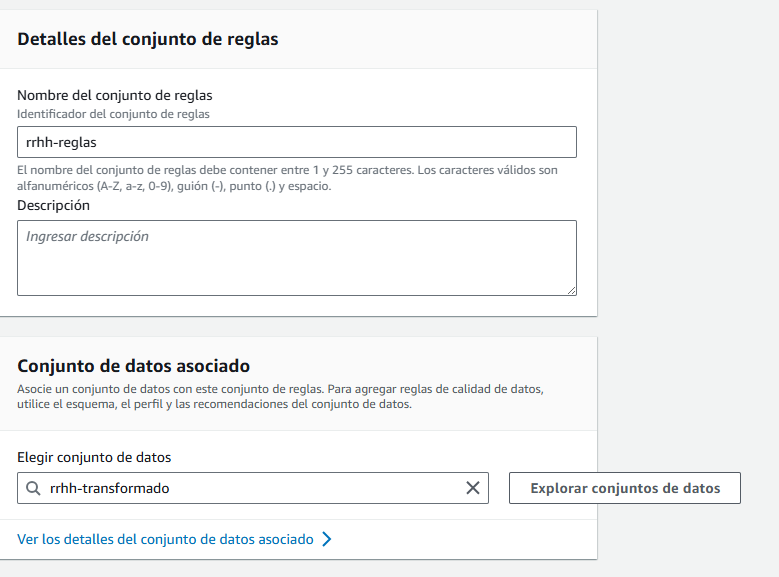 Detalles del conjunto de reglas
Nombre del conjunto de reglas
Identificador del conjunto de reglas
rrhh-reglas
El nombre del conjunto de reglas debe contener entre 1 y 255 caracteres. Los caracteres válidos son
alfanuméricos (A-Z, a-z, 0-9), guión (-), punto (.) y espacio.
Descripción
Ingresar descripción
Conjunto de datos asociado
Asocie un conjunto de datos con este conjunto de reglas. Para agregar reglas de calidad de datos,
utilice el esquema, el perfil y las recomendaciones del conjunto de datos.
Elegir conjunto de datos
rrhh-transformado
Explorar conjuntos de datos
Ver los detalles del conjunto de datos asociado